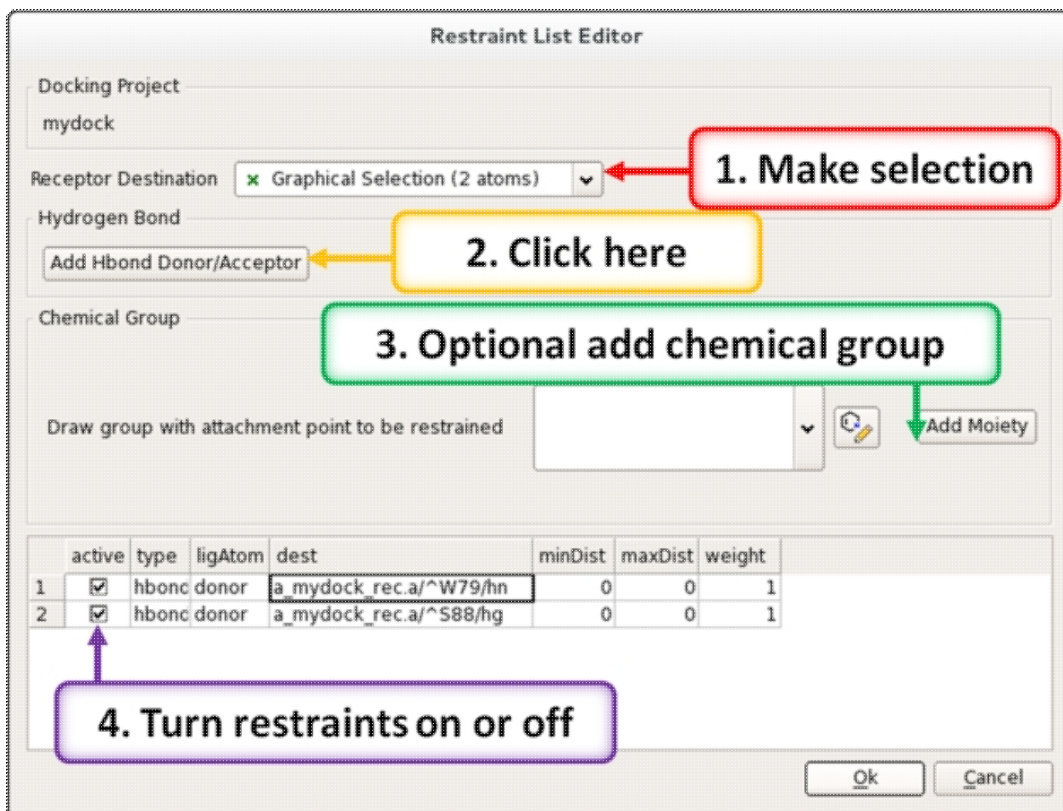 Restraint List Editor
Docking Project
mydock
Receptor Destination × Graphical Selection (2 atoms)
1. Make selection
Hydrogen Bond
Add Hbond Donor/Acceptor
2. Click here
Chemical Group
3. Optional add chemical group
Draw group with attachment point to be restrained
Add Moiety
active type ligAtom dest minDist maxDist weight
1 hbonc donor a_mydock_rec.a/^W79/hn 0 0 1
2 hbonc donor a_mydock_rec.a/^S88/hg 0 0 1
4. Turn restraints on or off
Ok Cancel